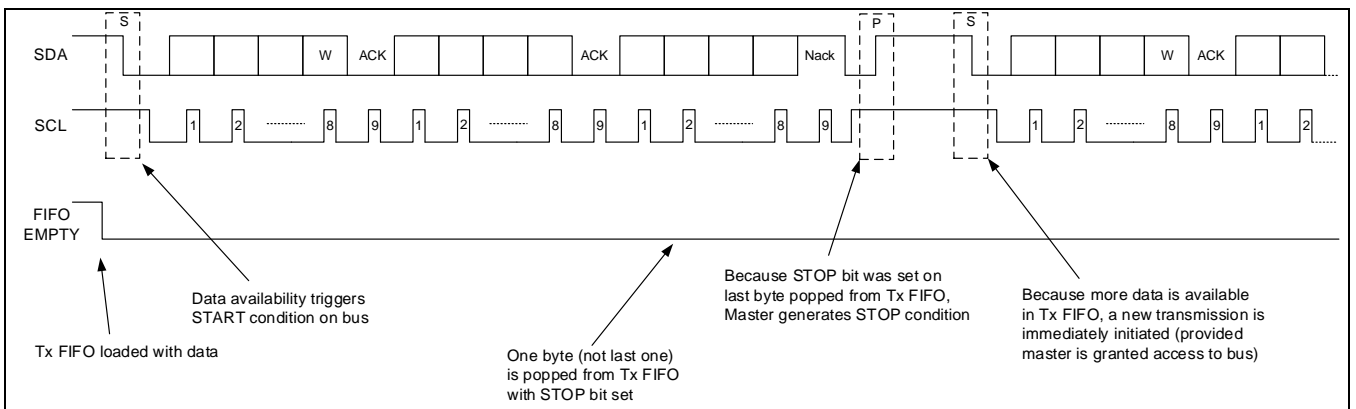 S P S
SDA W ACK ACK Nack W ACK
SCL 1 2 8 9 1 2 8 9 1 2 8 9 1 2 8 9 1 2
FIFO
EMPTY
Data availability triggers
START condition on bus
Tx FIFO loaded with data
One byte (not last one)
is popped from Tx FIFO
with STOP bit set
Because STOP bit was set on
last byte popped from Tx FIFO,
Master generates STOP condition
Because more data is available
in Tx FIFO, a new transmission is
immediately initiated (provided
master is granted access to bus)